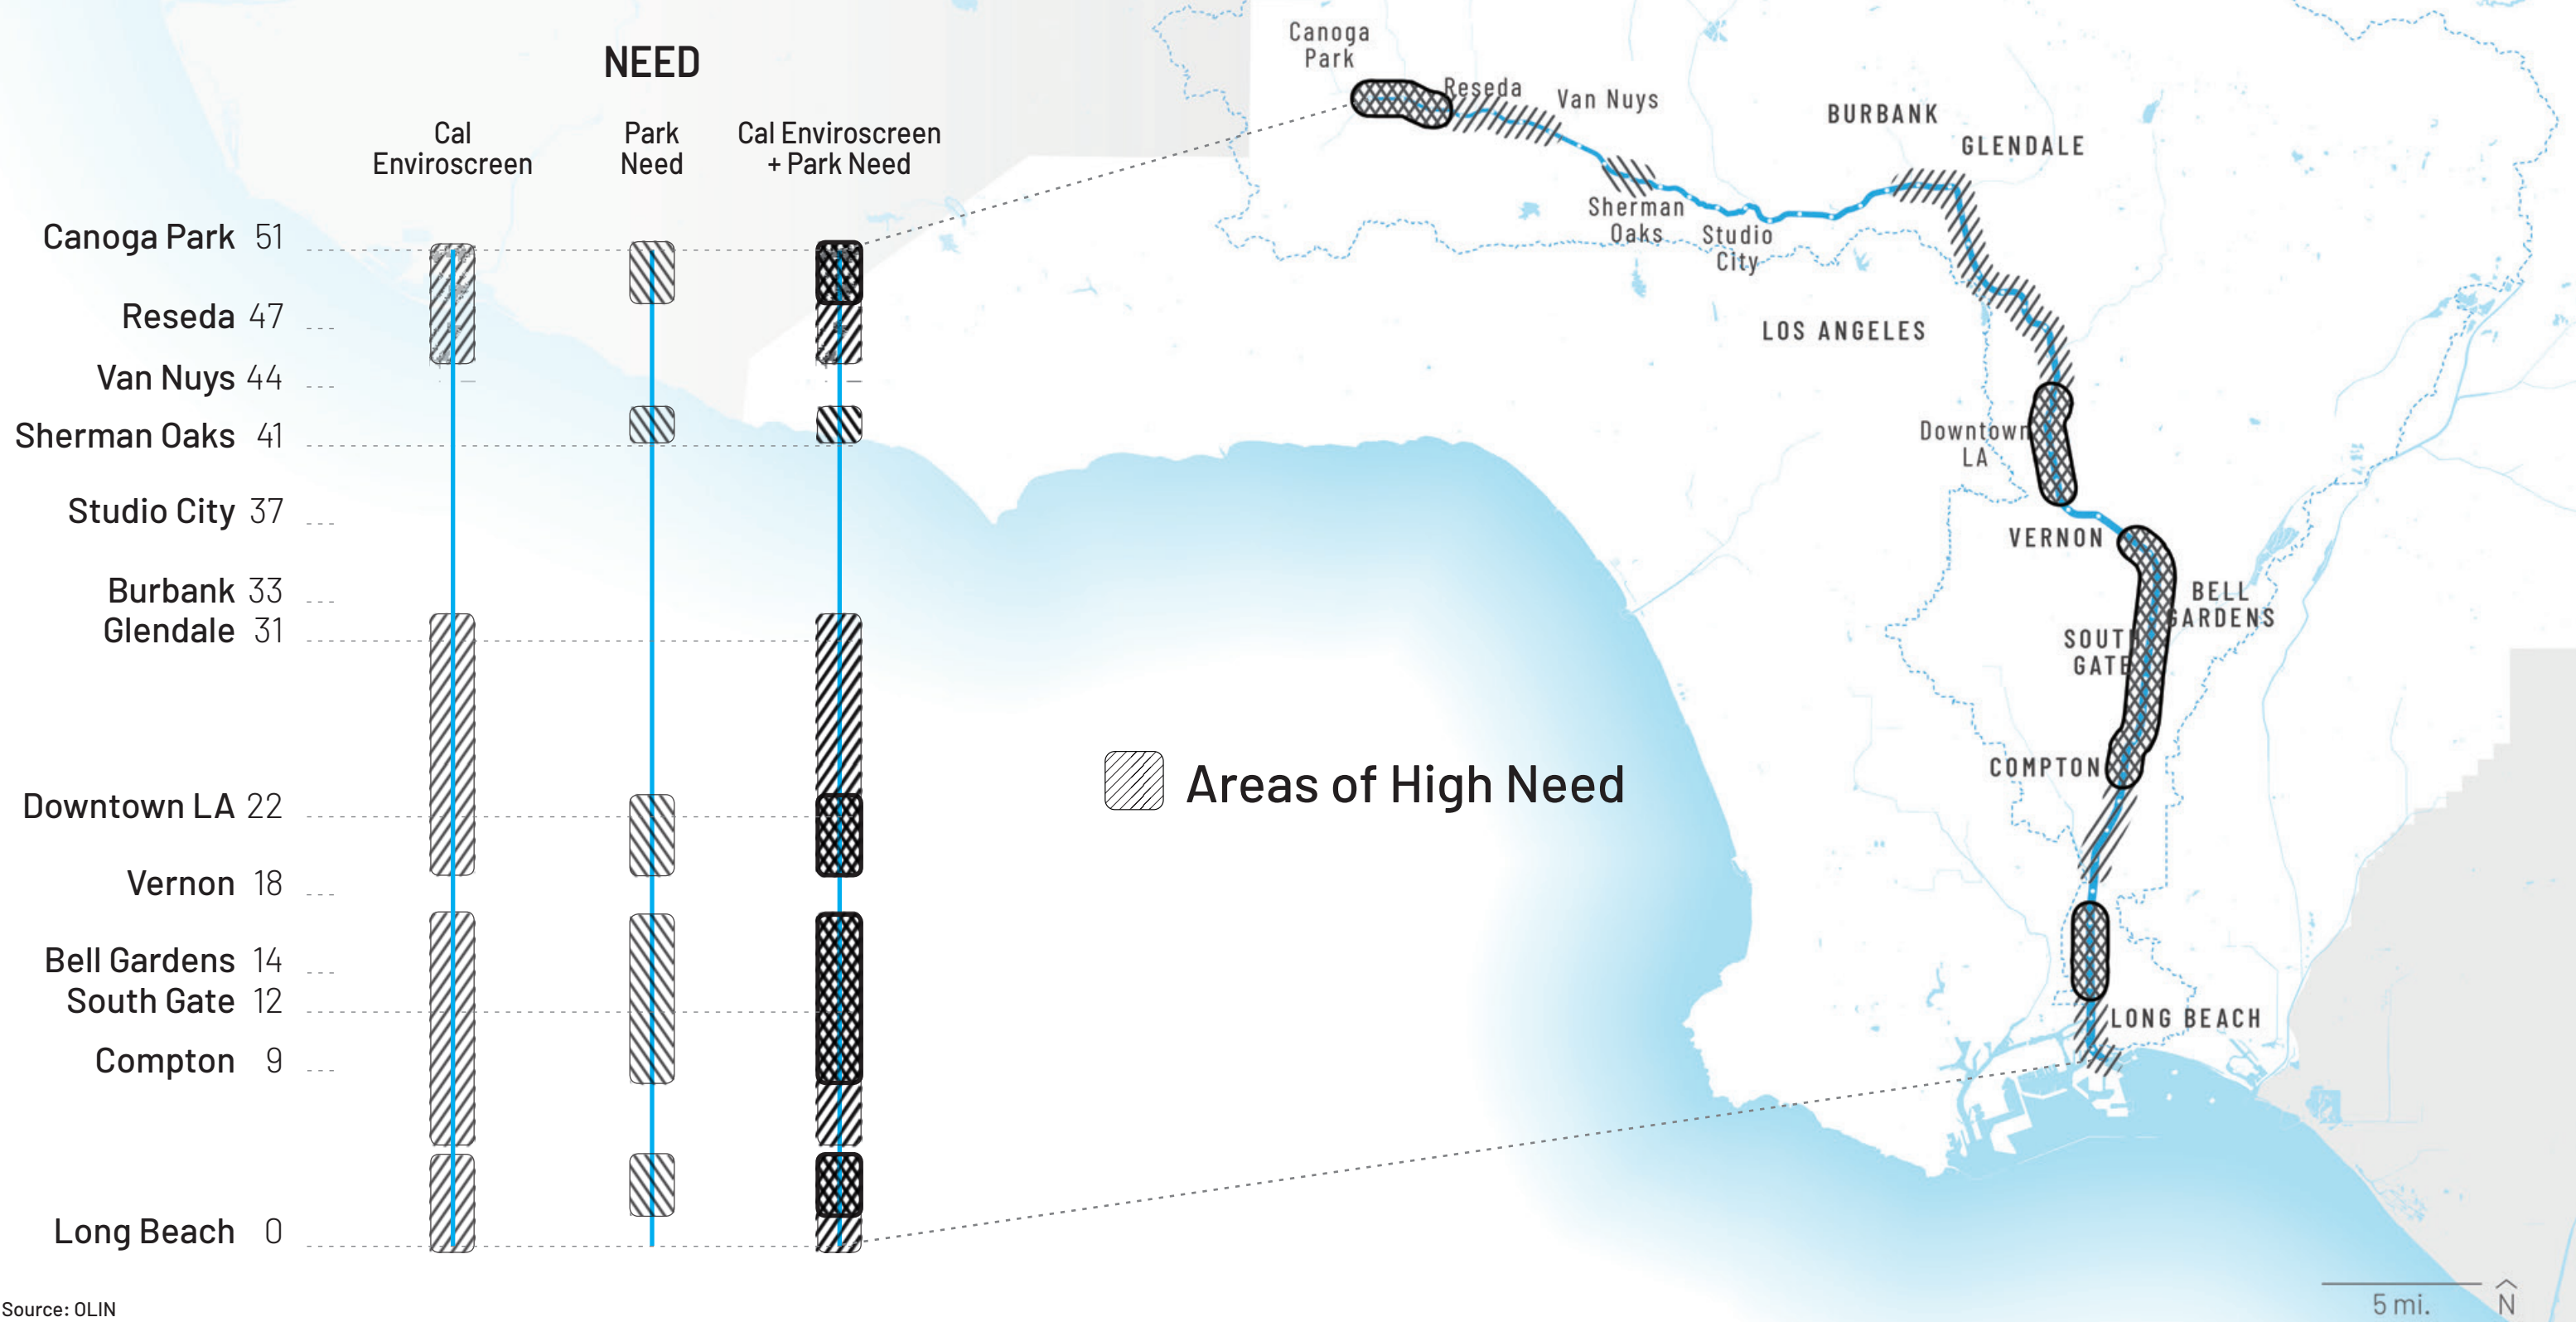 NEED
Cal
Enviroscreen
Park
Need
Cal Enviroscreen
+ Park Need
Canoga Park 51
Reseda 47
Van Nuys 44
Sherman Oaks 41
Studio City 37
Burbank 33
Glendale 31
Downtown LA 22
Vernon 18
Bell Gardens 14
South Gate 12
Compton 9
Long Beach 0
Source: OLIN
Areas of High Need
Canoga
Park
Reseda
Van Nuys
BURBANK
GLENDALE
Sherman
Oaks
Studio
City
LOS ANGELES
Downtown
LA
VERNON
BELL
GARDENS
SOUTH
GATE
COMPTON
LONG BEACH
5 mi.
N